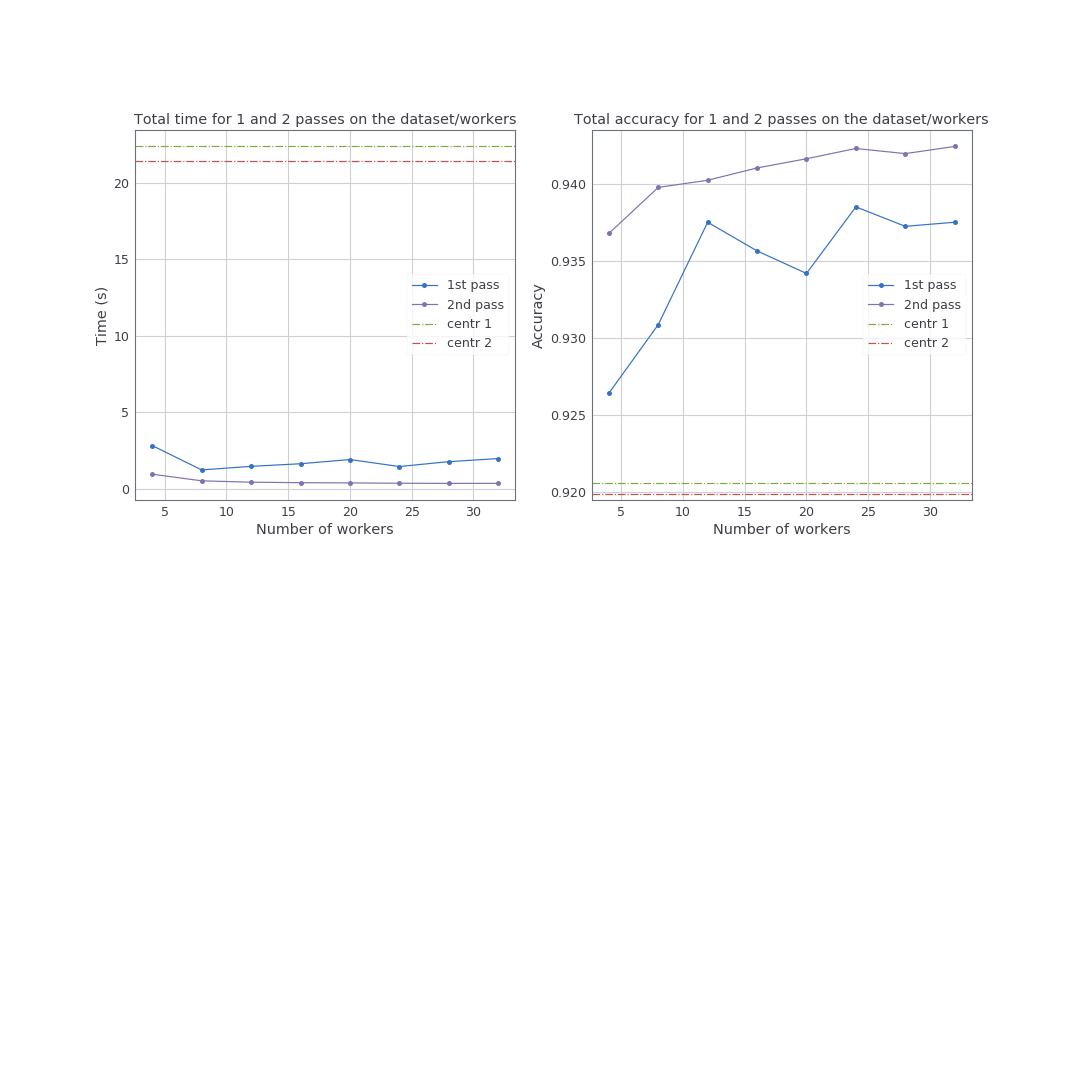 Total time for 1 and 2 passes on the dataset/workers
Time (s)
20
15
10
5
0
1st pass
2nd pass
centr 1
centr 2
5 10 15 20 25 30
Number of workers
Total accuracy for 1 and 2 passes on the dataset/workers
Accuracy
0.940
0.935
0.930
0.925
0.920
1st pass
2nd pass
centr 1
centr 2
5 10 15 20 25 30
Number of workers